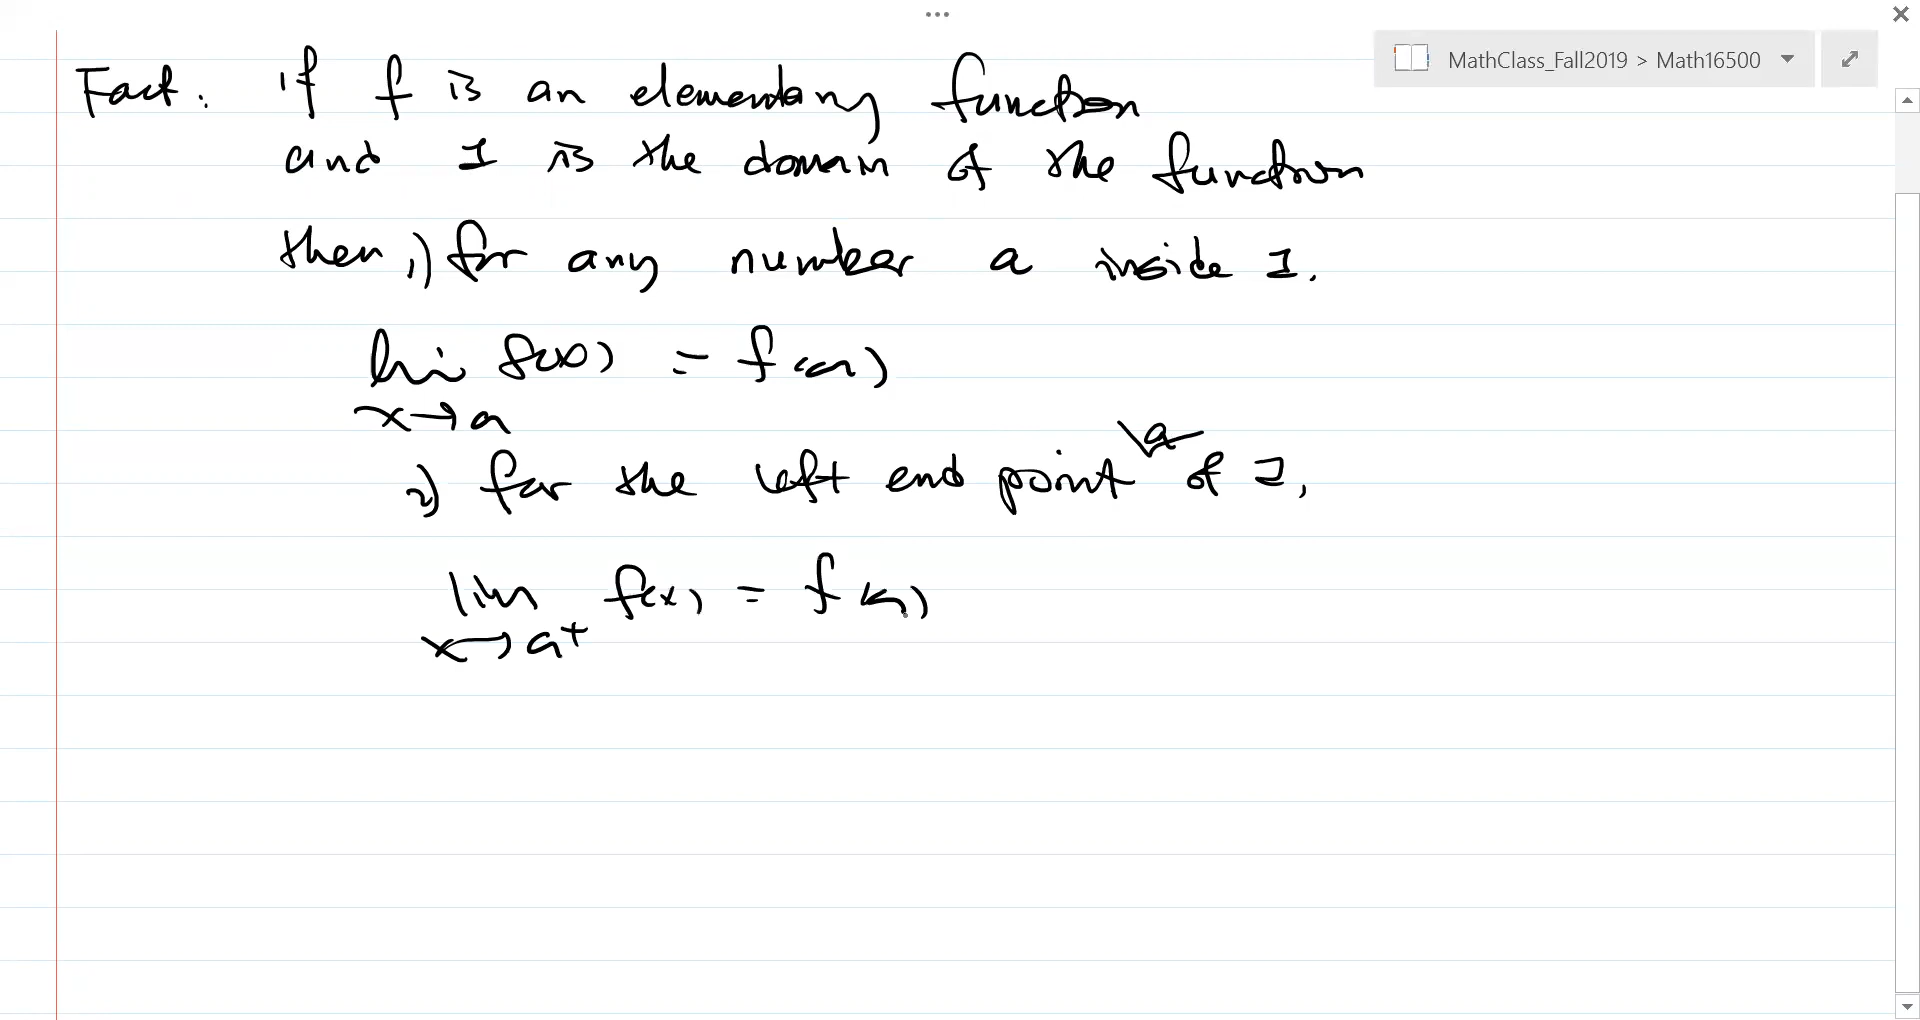 MathClass_Fall2019 > Math16500
Fact: if f is an elementary function
and I is the domain of the function
then 1) for any number a inside I.
lim f(x) = f(a)
x→a
2) for the left end point a of I,
lim f(x) = f(a)
x→a+